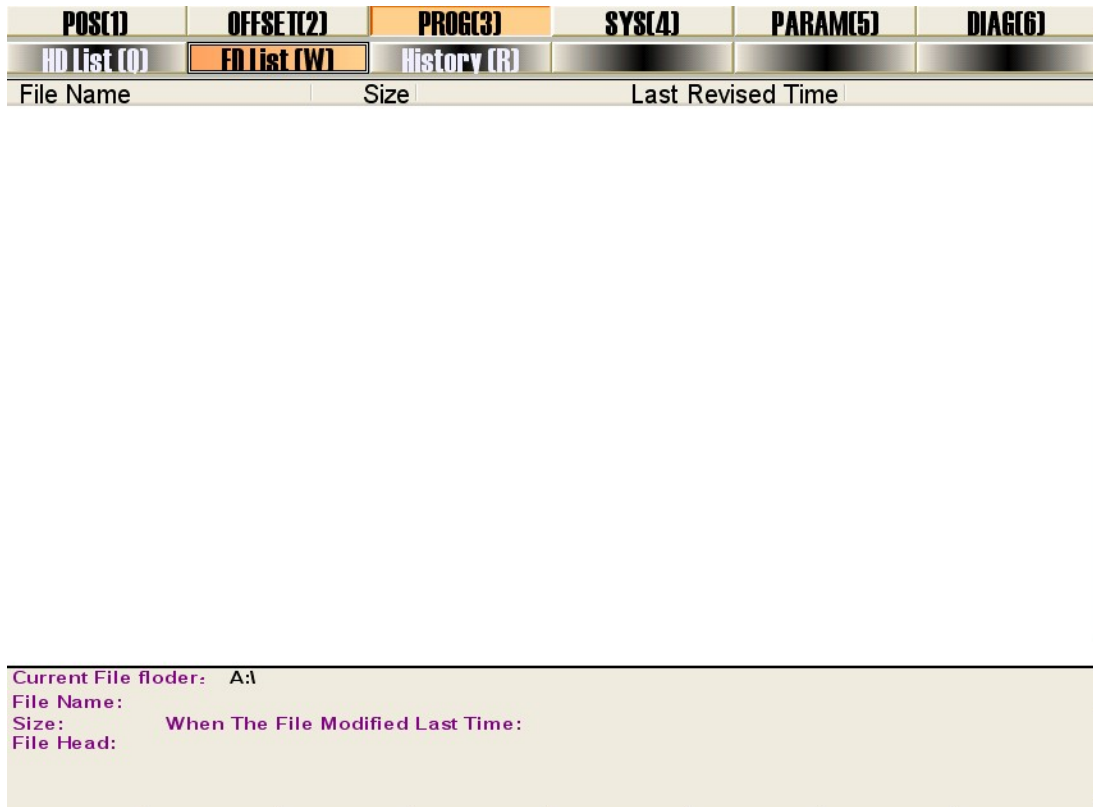 POS(1) OFFSET(2) PROG(3) SYS(4) PARAM(5) DIAG(6)
HD List (Q) FD List (W) History (R)
File Name Size Last Revised Time
Current File floder: A:\
File Name:
Size: When The File Modified Last Time:
File Head: